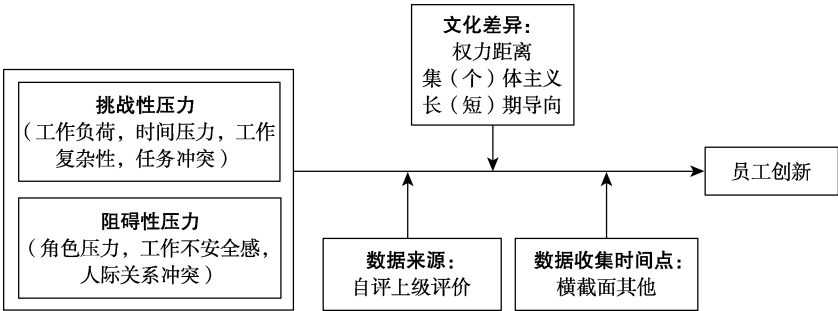 文化差异：
权力距离
集（个）体主义
长（短）期导向
挑战性压力
（工作负荷，时间压力，工作
复杂性，任务冲突）
员工创新
阻碍性压力
（角色压力，工作不安全感，
人际关系冲突）
数据来源：
自评上级评价
数据收集时间点：
横截面其他